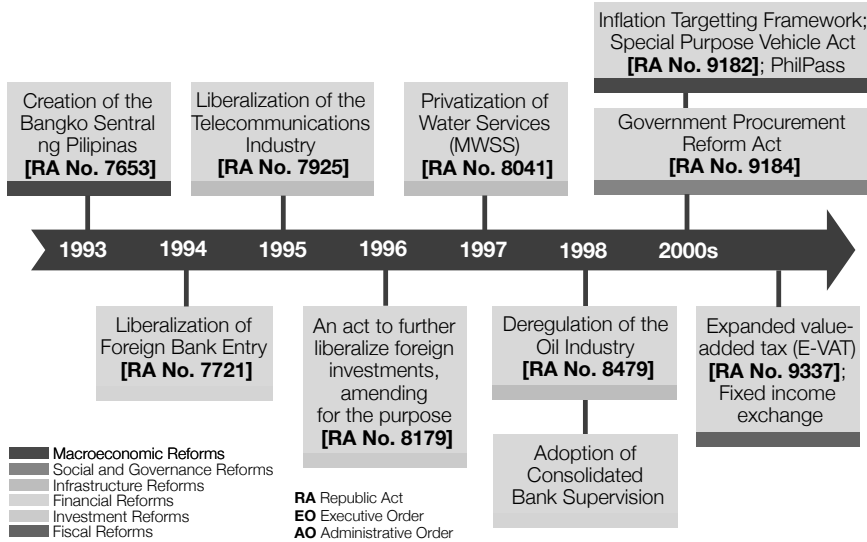 Creation of the
Bangko Sentral
ng Pilipinas
[RA No. 7653]
Liberalization of the
Telecommunications
Industry
[RA No. 7925]
Privatization of
Water Services
(MWSS)
[RA No. 8041]
Inflation Targetting Framework;
Special Purpose Vehicle Act
[RA No. 9182]; PhilPass
Government Procurement
Reform Act
[RA No. 9184]
1993
1994
1995
1996
1997
1998
2000s
Liberalization of
Foreign Bank Entry
[RA No. 7721]
An act to further
liberalize foreign
investments,
amending
for the purpose
[RA No. 8179]
Deregulation of the
Oil Industry
[RA No. 8479]
Adoption of
Consolidated
Bank Supervision
Expanded value-
added tax (E-VAT)
[RA No. 9337];
Fixed income
exchange
Macroeconomic Reforms
Social and Governance Reforms
Infrastructure Reforms
Financial Reforms
Investment Reforms
Fiscal Reforms
RA Republic Act
EO Executive Order
AO Administrative Order